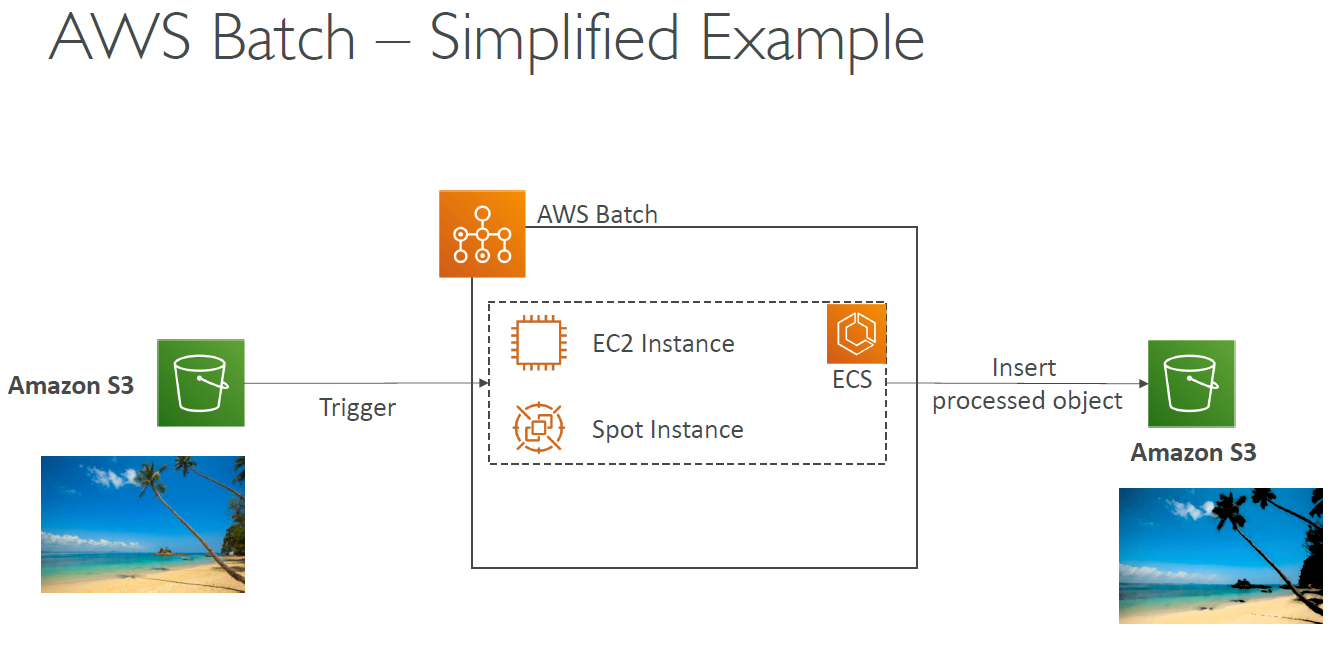 AWS Batch – Simplified Example
AWS Batch
EC2 Instance
ECS
Spot Instance
Amazon S3
Trigger
Insert
processed object
Amazon S3